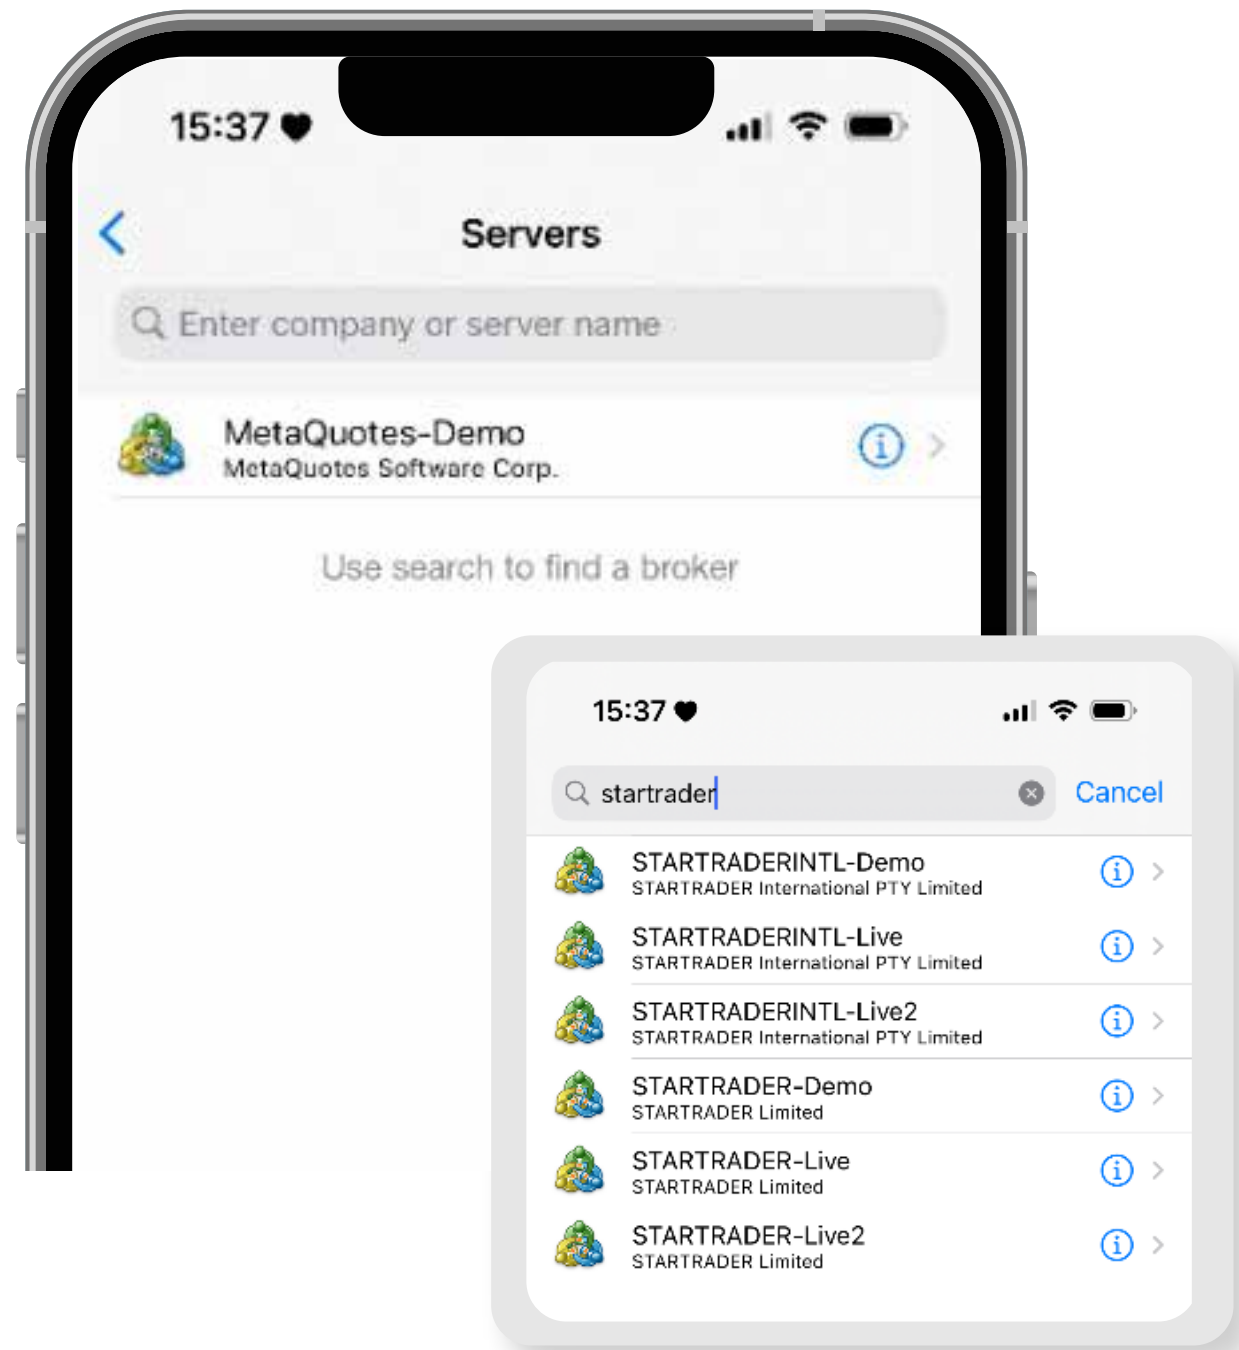 15:37
Servers
Enter company or server name
MetaQuotes-Demo
MetaQuotes Software Corp.
Use search to find a broker
15:37
startrader
Cancel
STARTRADERINTL-Demo
STARTRADER International PTY Limited
STARTRADERINTL-Live
STARTRADER International PTY Limited
STARTRADERINTL-Live2
STARTRADER International PTY Limited
STARTRADER-Demo
STARTRADER Limited
STARTRADER-Live
STARTRADER Limited
STARTRADER-Live2
STARTRADER Limited